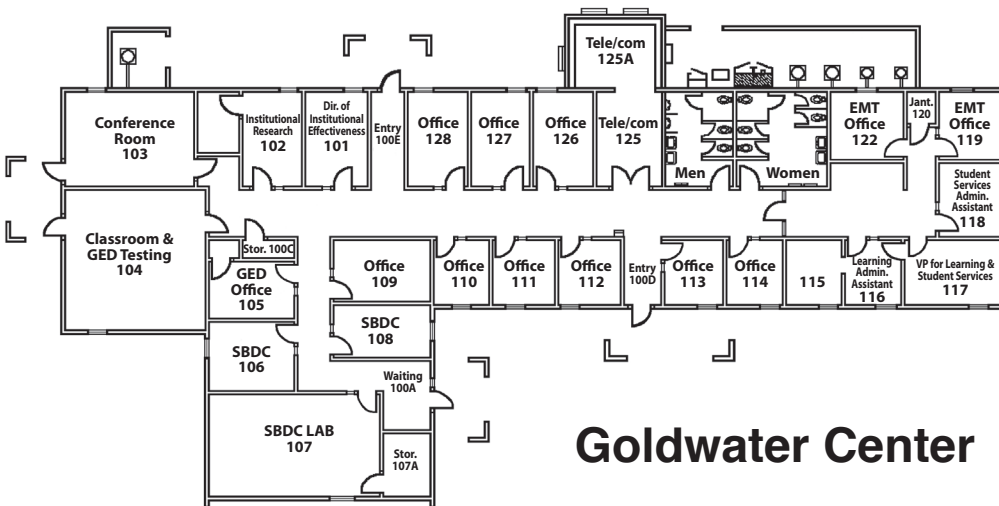 Tele/com
125A
Conference
Room
103
Institutional
Research
102
Dir. of
Institutional
Effectiveness
101
Entry
100E
Office
128
Office
127
Office
126
Tele/com
125
Men
Women
EMT
Office
122
Jant.
120
EMT
Office
119
Student
Services
Admin.
Assistant
118
Classroom &
GED Testing
104
Stor. 100C
GED
Office
105
Office
109
Office
110
Office
111
Office
112
Entry
100D
Office
113
Office
114
115
Learning
Admin.
Assistant
116
VP for Learning &
Student Services
117
SBDC
106
SBDC
108
Waiting
100A
SBDC LAB
107
Stor.
107A
Goldwater Center